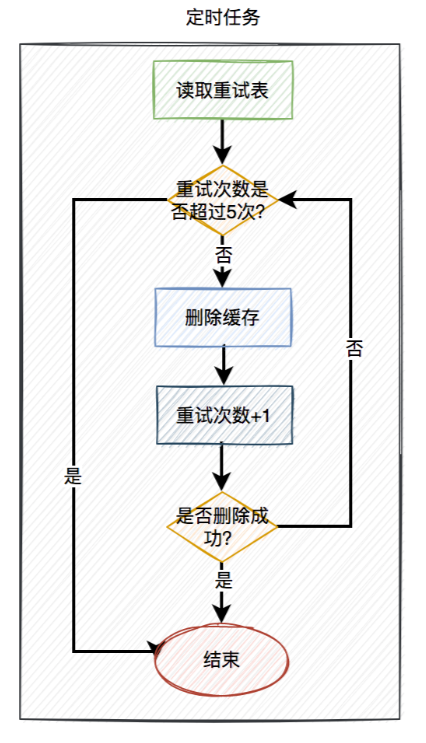 定时任务
读取重试表
重试次数是
否超过5次?
否
删除缓存
否
重试次数+1
是
是否删除成
功?
是
结束